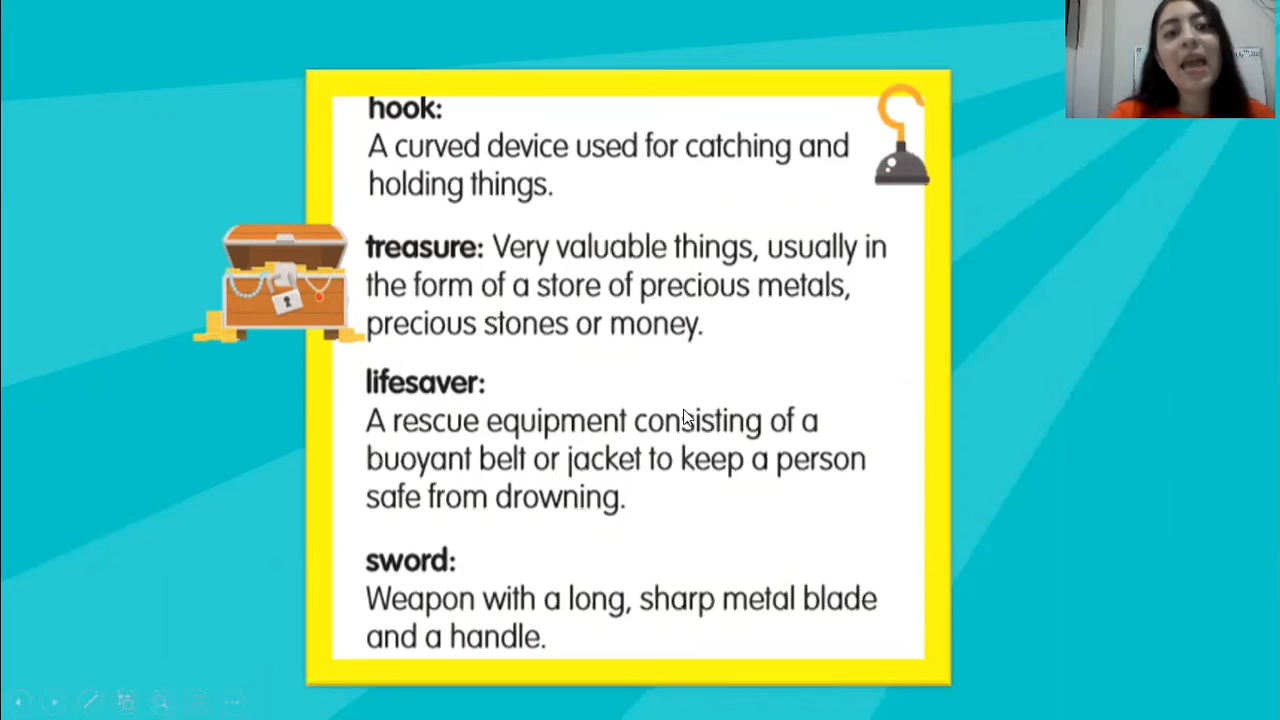 hook:
A curved device used for catching and
holding things.
treasure: Very valuable things, usually in
the form of a store of precious metals,
precious stones or money.
lifesaver:
A rescue equipment consisting of a
buoyant belt or jacket to keep a person
safe from drowning.
sword:
Weapon with a long, sharp metal blade
and a handle.